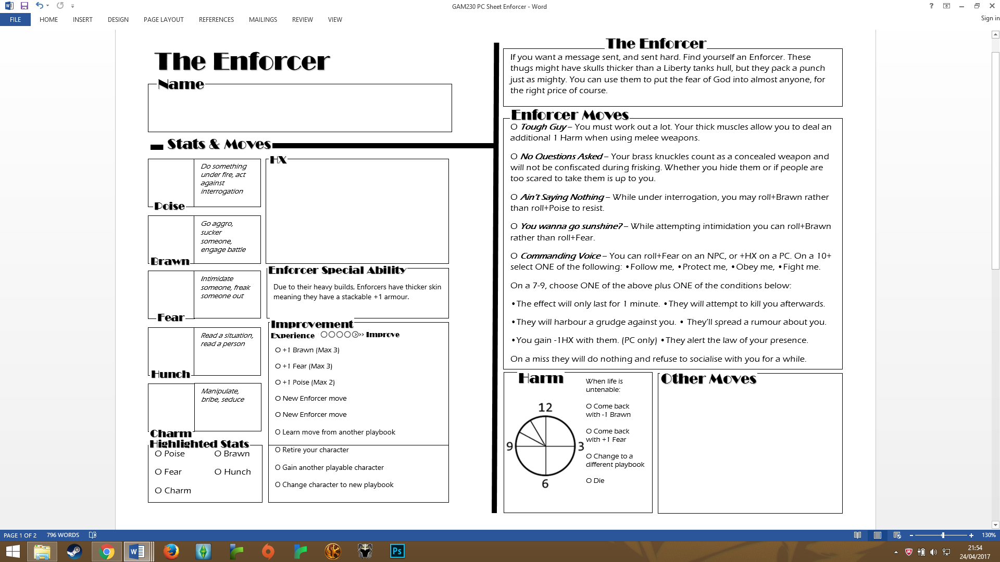 GAM230 PC Sheet Enforcer - Word
?
FILE HOME INSERT DESIGN PAGE LAYOUT REFERENCES MAILINGS REVIEW VIEW
Sign in
The Enforcer
Name
Stats & Moves
Do something
under fire, act
against
interrogation
Poise
Go aggro,
sucker
someone,
engage battle
Brawn
Intimidate
someone, freak
someone out
Fear
Read a situation,
read a person
Hunch
Manipulate,
bribe, seduce
Charm
Highlighted Stats
O Poise O Brawn
O Fear O Hunch
O Charm
HX
Enforcer Special Ability
Due to their heavy builds, Enforcers have thicker skin
meaning they have a stackable +1 armour.
Improvement
Experience Improve
O +1 Brawn (Max 3)
O +1 Fear (Max 3)
O +1 Poise (Max 2)
O New Enforcer move
O New Enforcer move
O Learn move from another playbook
O Retire your character
O Gain another playable character
O Change character to new playbook
The Enforcer
If you want a message sent, and sent hard. Find yourself an Enforcer. These
thugs might have skulls thicker than a Liberty tanks hull, but they pack a punch
just as mighty. You can use them to put the fear of God into almost anyone, for
the right price of course.
Enforcer Moves
O Tough Guy – You must work out a lot. Your thick muscles allow you to deal an
additional 1 Harm when using melee weapons.
O No Questions Asked – Your brass knuckles count as a concealed weapon and
will not be confiscated during frisking. Whether you hide them or if people are
too scared to take them is up to you.
O Ain't Saying Nothing – While under interrogation, you may roll+Brawn rather
than roll+Poise to resist.
O You wanna go sunshine? – While attempting intimidation you can roll+Brawn
rather than roll+Fear.
O Commanding Voice – You can roll+Fear on an NPC, or +HX on a PC. On a 10+
select ONE of the following: •Follow me, •Protect me, •Obey me, •Fight me.
On a 7-9, choose ONE of the above plus ONE of the conditions below:
•The effect will only last for 1 minute. •They will attempt to kill you afterwards.
•They will harbour a grudge against you. • They'll spread a rumour about you.
•You gain -1HX with them. (PC only) •They alert the law of your presence.
On a miss they will do nothing and refuse to socialise with you for a while.
Harm
12
3
6
9
When life is
untenable:
O Come back
with -1 Brawn
O Come back
with +1 Fear
O Change to a
different playbook
O Die
Other Moves
PAGE 1 OF 2 796 WORDS
130%
Ps
21:54
24/04/2017